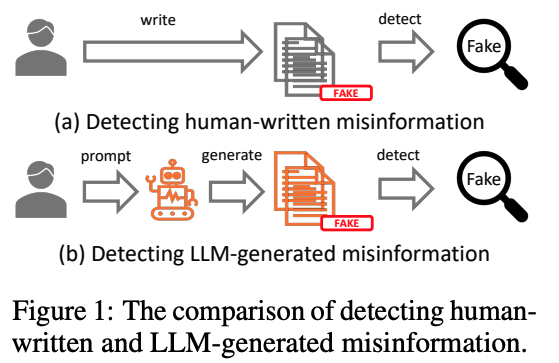 write
detect
Fake
FAKE
(a) Detecting human-written misinformation
prompt
generate
detect
Fake
FAKE
(b) Detecting LLM-generated misinformation
Figure 1: The comparison of detecting human-
written and LLM-generated misinformation.